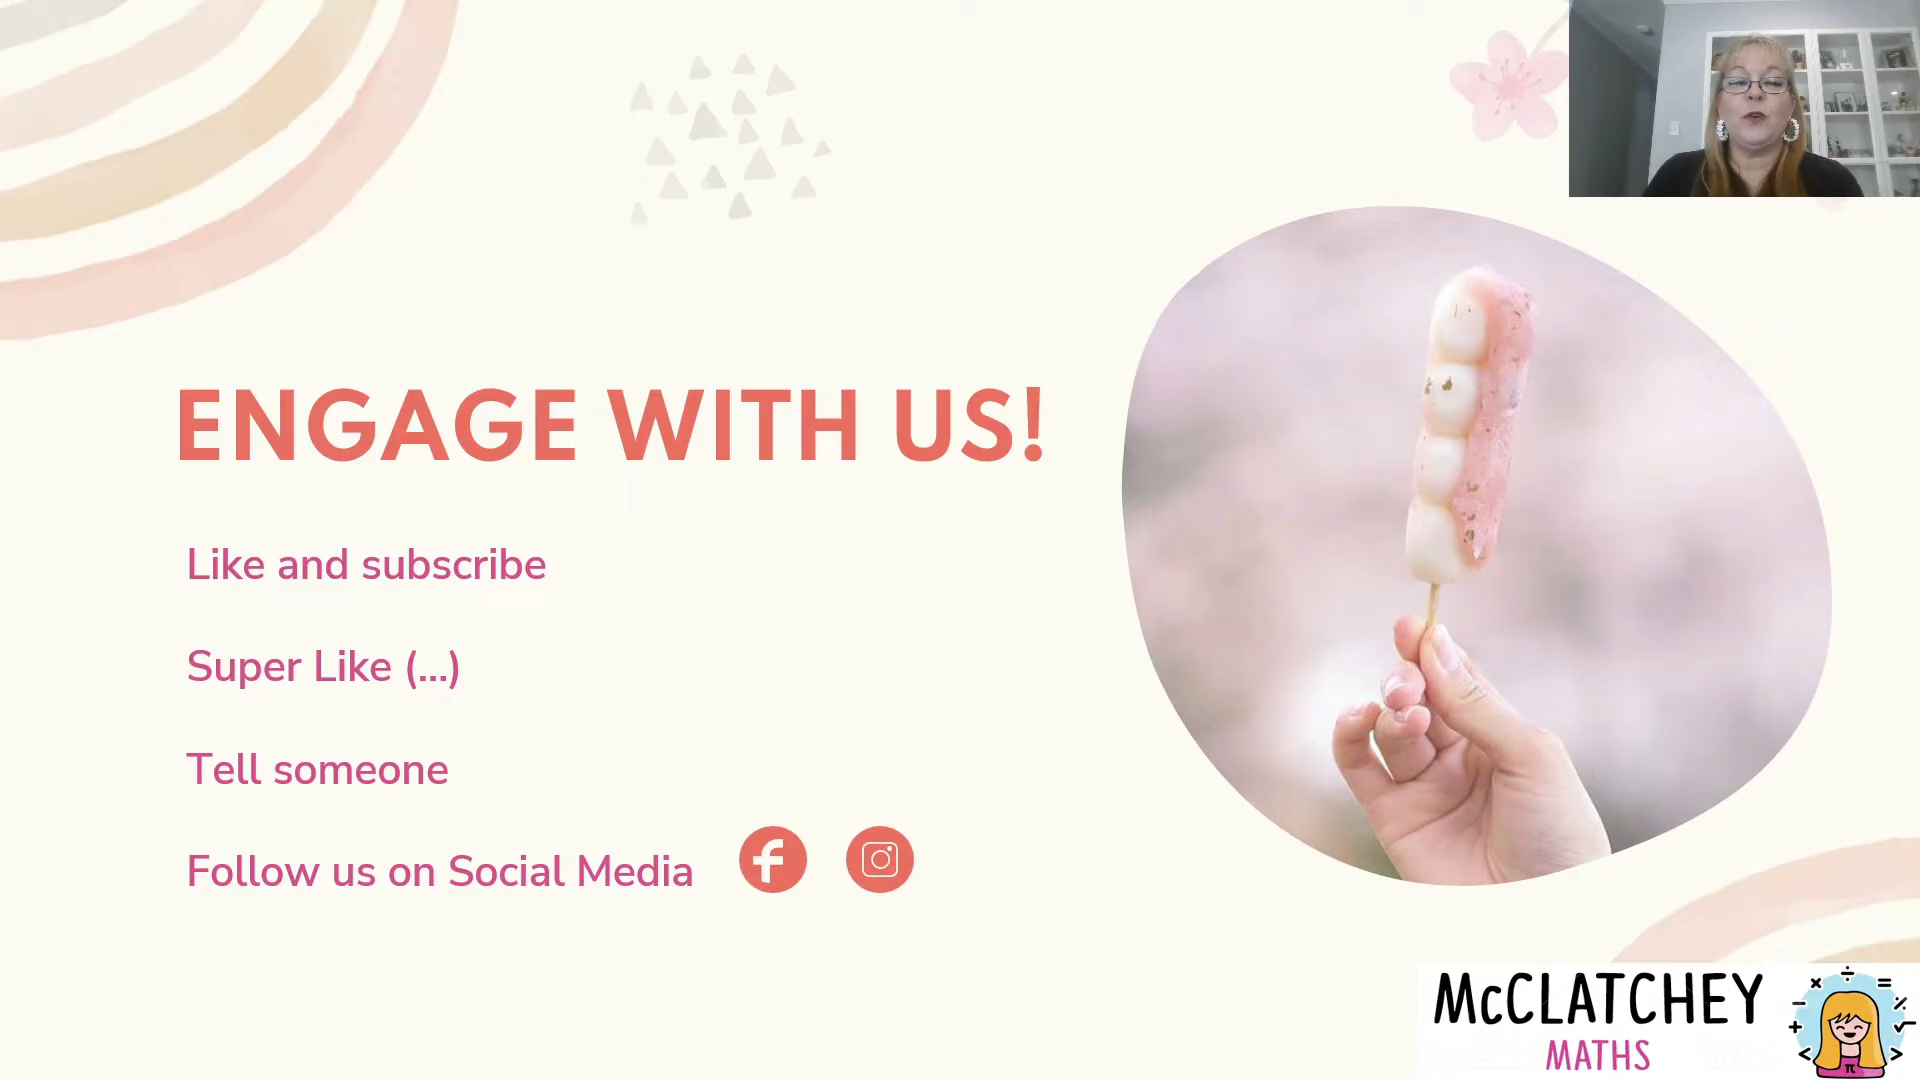 ENGAGE WITH US!
Like and subscribe
Super Like (...)
Tell someone
Follow us on Social Media
McCLATCHEY
MATHS